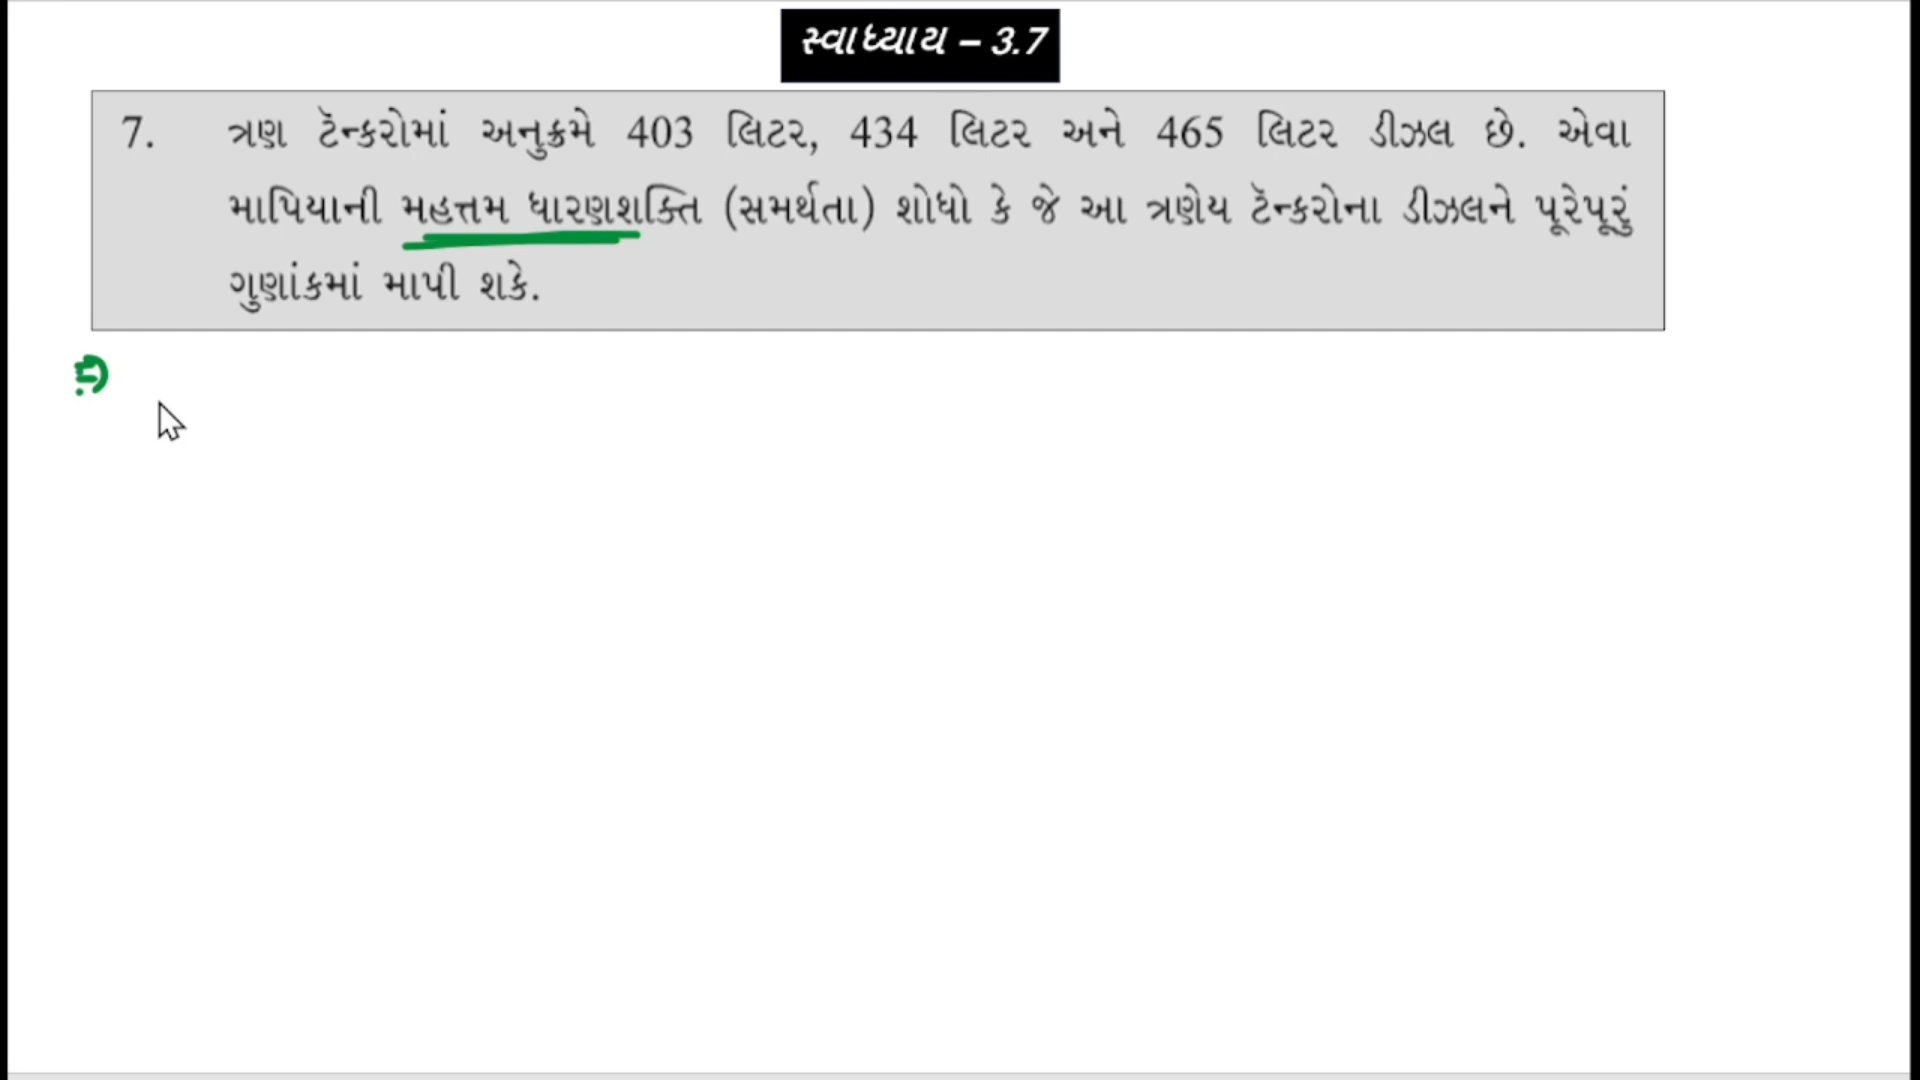 સ્વાધ્યાય – 3.7
7. ત્રણ ટૅન્કરોમાં અનુક્રમે 403 લિટર, 434 લિટર અને 465 લિટર ડીઝલ છે. એવા
માપિયાની મહત્તમ ધારણશક્તિ (સમર્થતા) શોધો કે જે આ ત્રણેય ટૅન્કરોના ડીઝલને પૂરેપૂરું
ગુણાંકમાં માપી શકે.